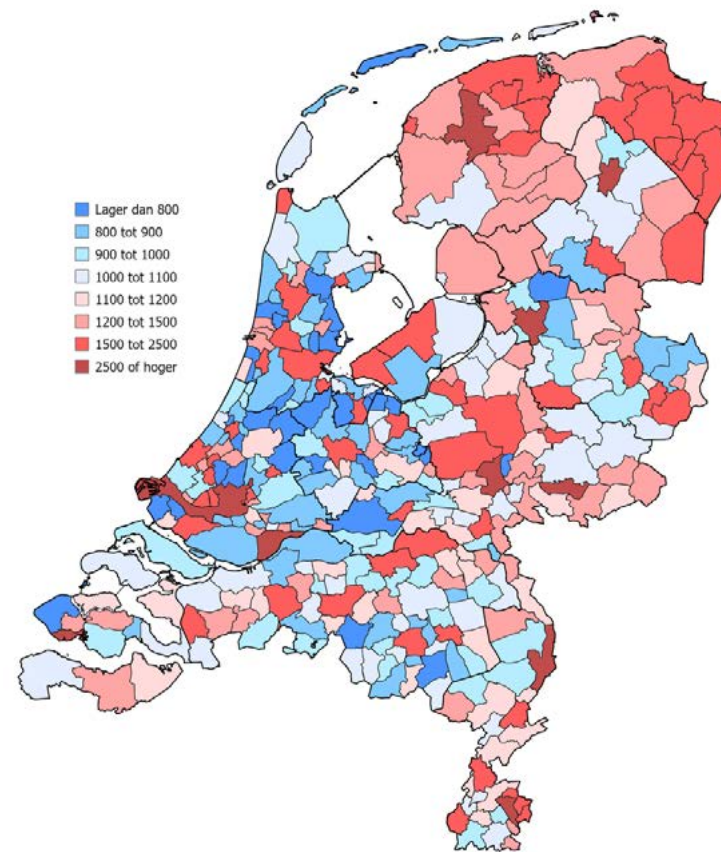 Lager dan 800
800 tot 900
900 tot 1000
1000 tot 1100
1100 tot 1200
1200 tot 1500
1500 tot 2500
2500 of hoger